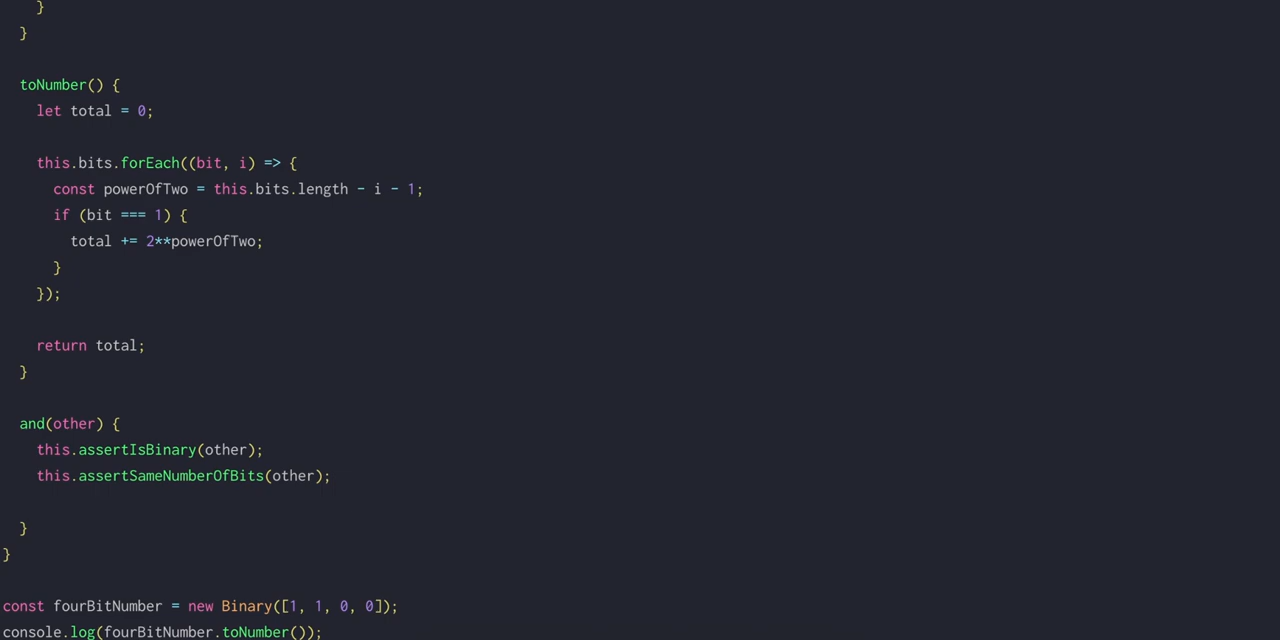 }
  }

  toNumber() {
    let total = 0;

    this.bits.forEach((bit, i) => {
      const powerOfTwo = this.bits.length - i - 1;
      if (bit === 1) {
        total += 2**powerOfTwo;
      }
    });

    return total;
  }

  and(other) {
    this.assertIsBinary(other);
    this.assertSameNumberOfBits(other);

  }
}

const fourBitNumber = new Binary([1, 1, 0, 0]);
console.log(fourBitNumber.toNumber());